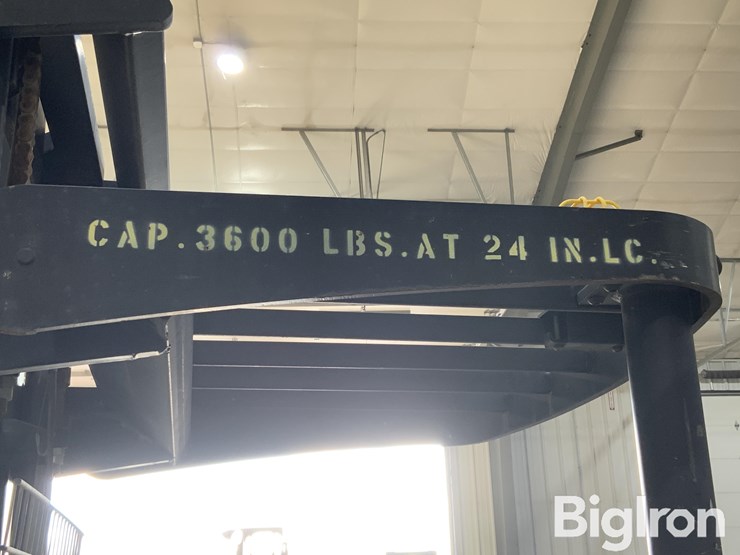 CAP. 3600 LBS. AT 24 IN. LC.
BigIron